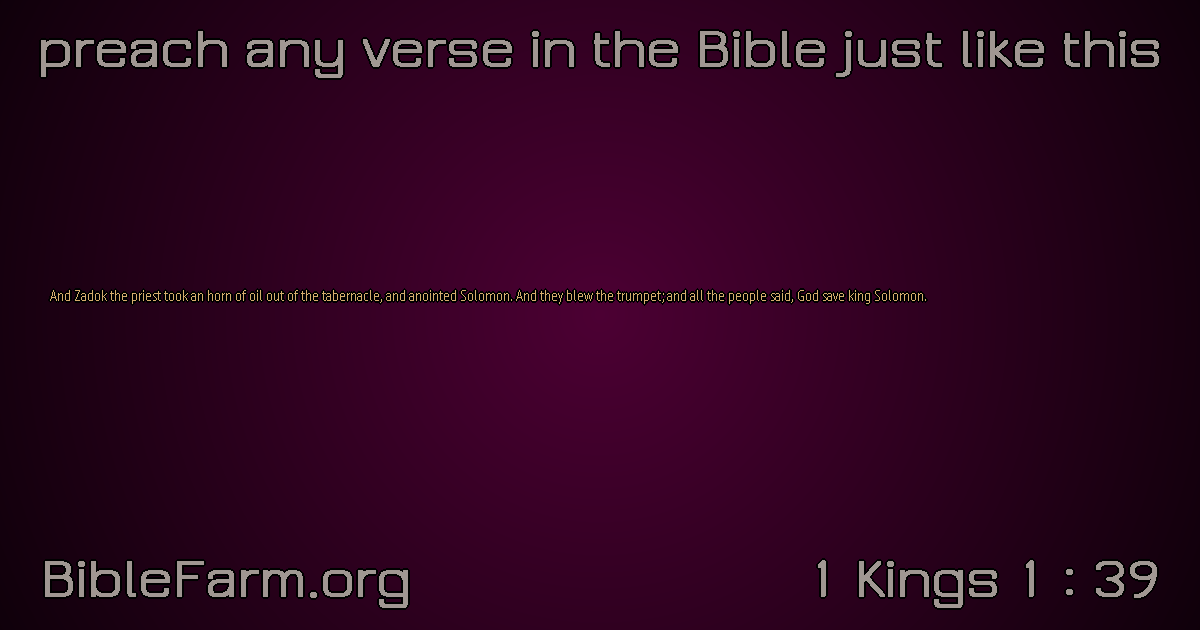 preach any verse in the Bible just like this
And Zadok the priest took an horn of oil out of the tabernacle, and anointed Solomon. And they blew the trumpet; and all the people said, God save king Solomon.
BibleFarm.org
1 Kings 1 : 39